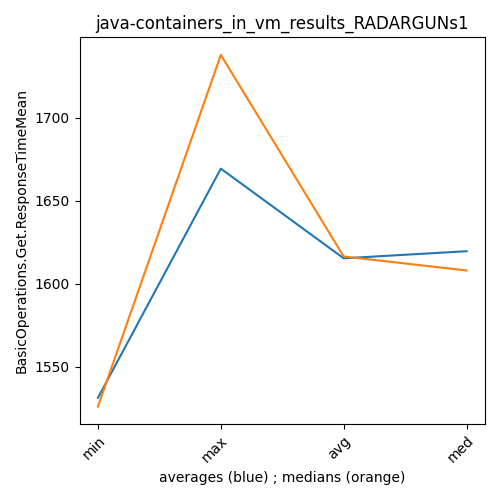 java-containers_in_vm_results_RADARGUNs1
BasicOperations.Get.ResponseTimeMean
1700
1650
1600
1550
min
max
avg
med
averages (blue) ; medians (orange)